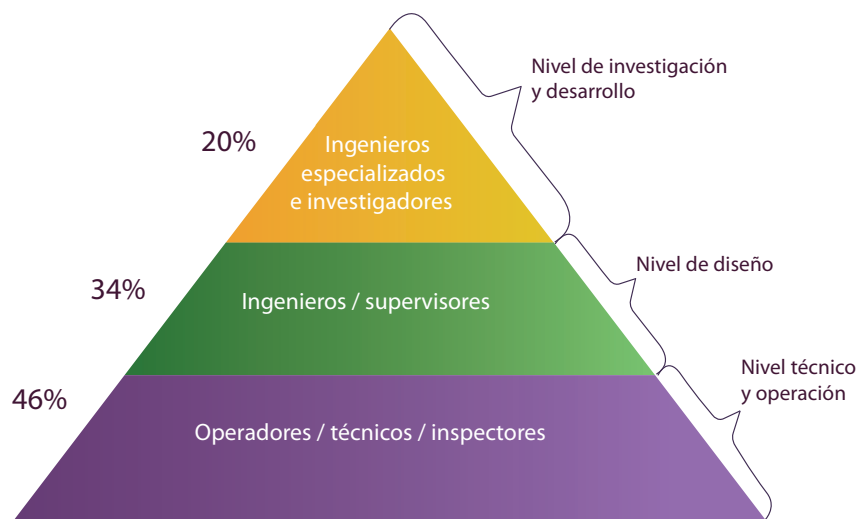 Nivel de investigación
y desarrollo
20%
Ingenieros
especializados
e investigadores
Nivel de diseño
34%
Ingenieros / supervisores
Nivel técnico
y operación
46%
Operadores / técnicos / inspectores